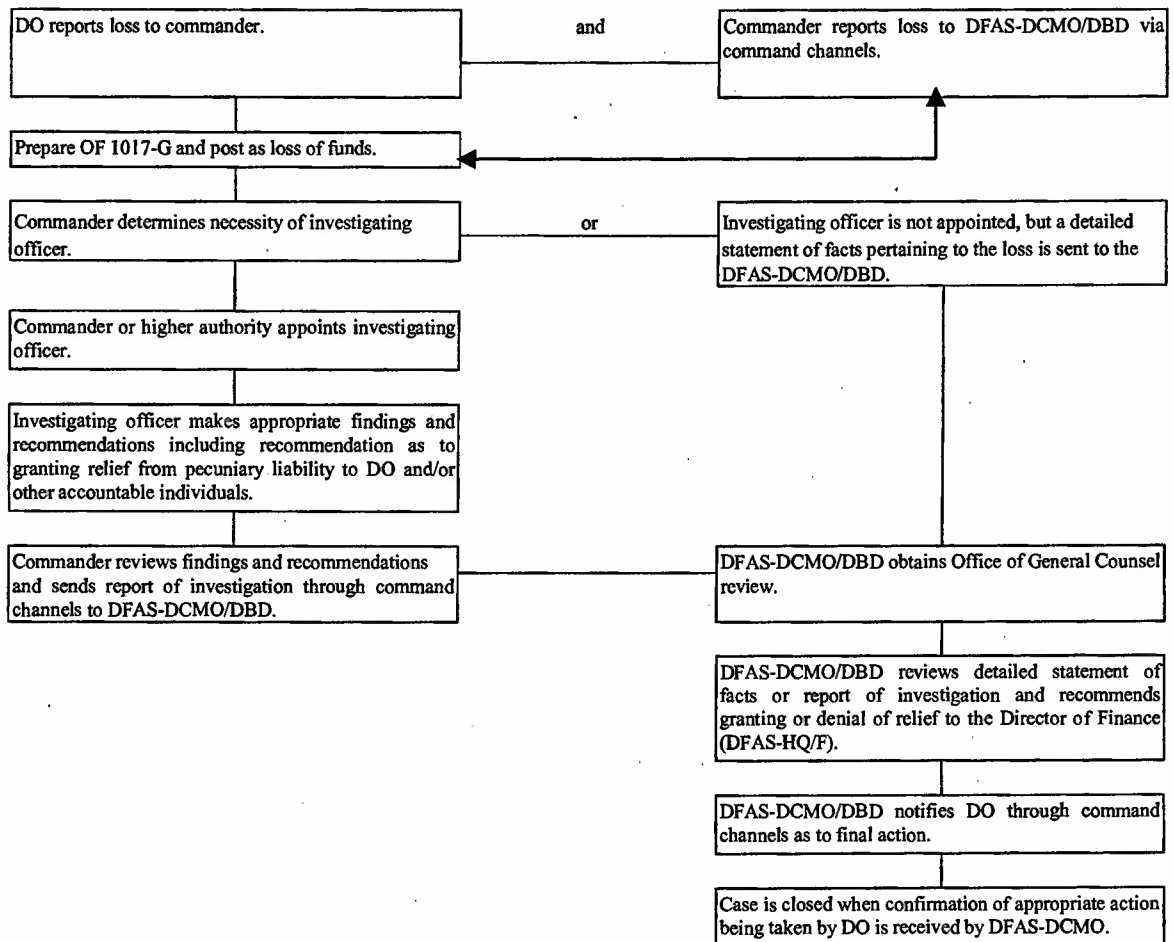 DO reports loss to commander.
and
Commander reports loss to DFAS-DCMO/DBD via
command channels.
Prepare OF 1017-G and post as loss of funds.
Commander determines necessity of investigating
officer.
or
Investigating officer is not appointed, but a detailed
statement of facts pertaining to the loss is sent to the
DFAS-DCMO/DBD.
Commander or higher authority appoints investigating
officer.
Investigating officer makes appropriate findings and
recommendations including recommendation as to
granting relief from pecuniary liability to DO and/or
other accountable individuals.
Commander reviews findings and recommendations
and sends report of investigation through command
channels to DFAS-DCMO/DBD.
DFAS-DCMO/DBD obtains Office of General Counsel
review.
DFAS-DCMO/DBD reviews detailed statement of
facts or report of investigation and recommends
granting or denial of relief to the Director of Finance
(DFAS-HQ/F).
DFAS-DCMO/DBD notifies DO through command
channels as to final action.
Case is closed when confirmation of appropriate action
being taken by DO is received by DFAS-DCMO.